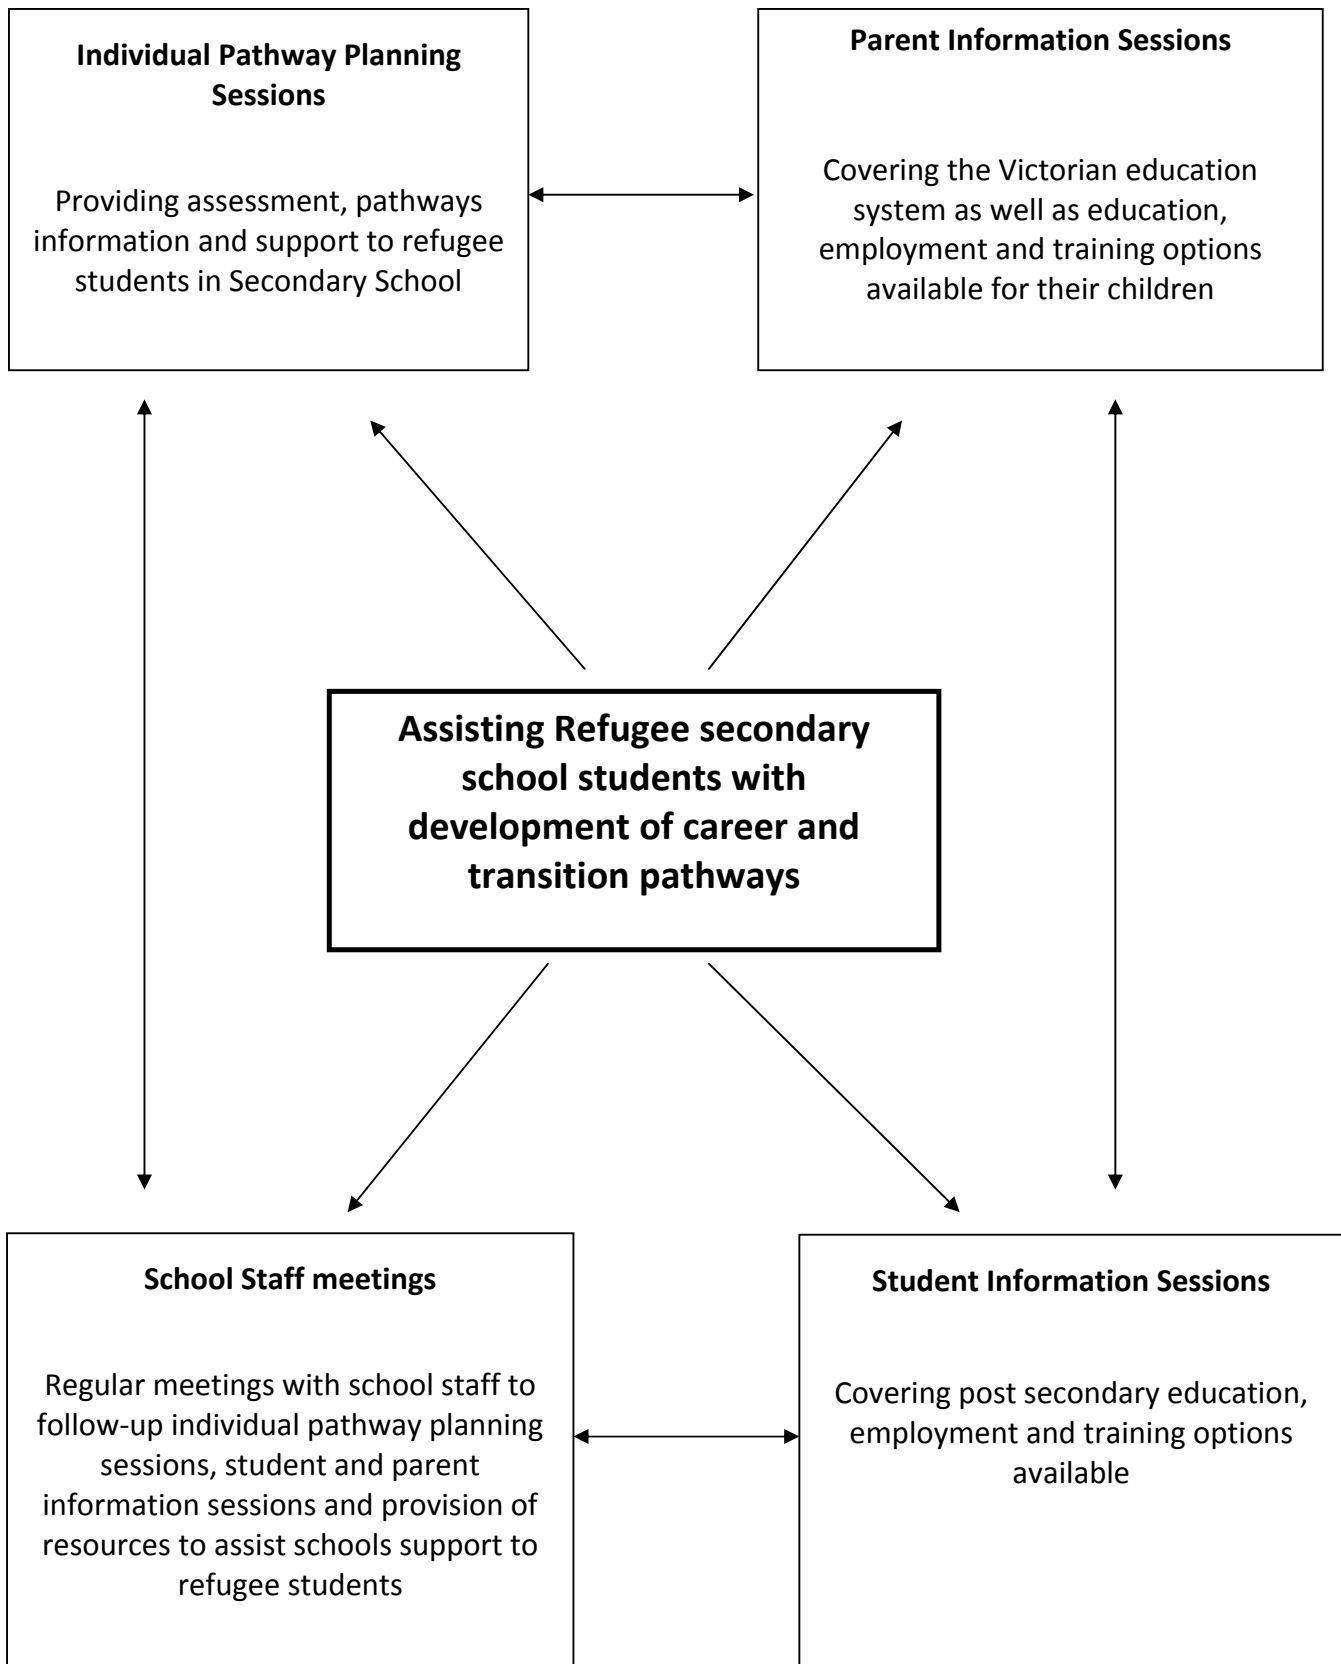 Individual Pathway Planning
Sessions
Providing assessment, pathways
information and support to refugee
students in Secondary School
Parent Information Sessions
Covering the Victorian education
system as well as education,
employment and training options
available for their children
Assisting Refugee secondary
school students with
development of career and
transition pathways
School Staff meetings
Regular meetings with school staff to
follow-up individual pathway planning
sessions, student and parent
information sessions and provision of
resources to assist schools support to
refugee students
Student Information Sessions
Covering post secondary education,
employment and training options
available